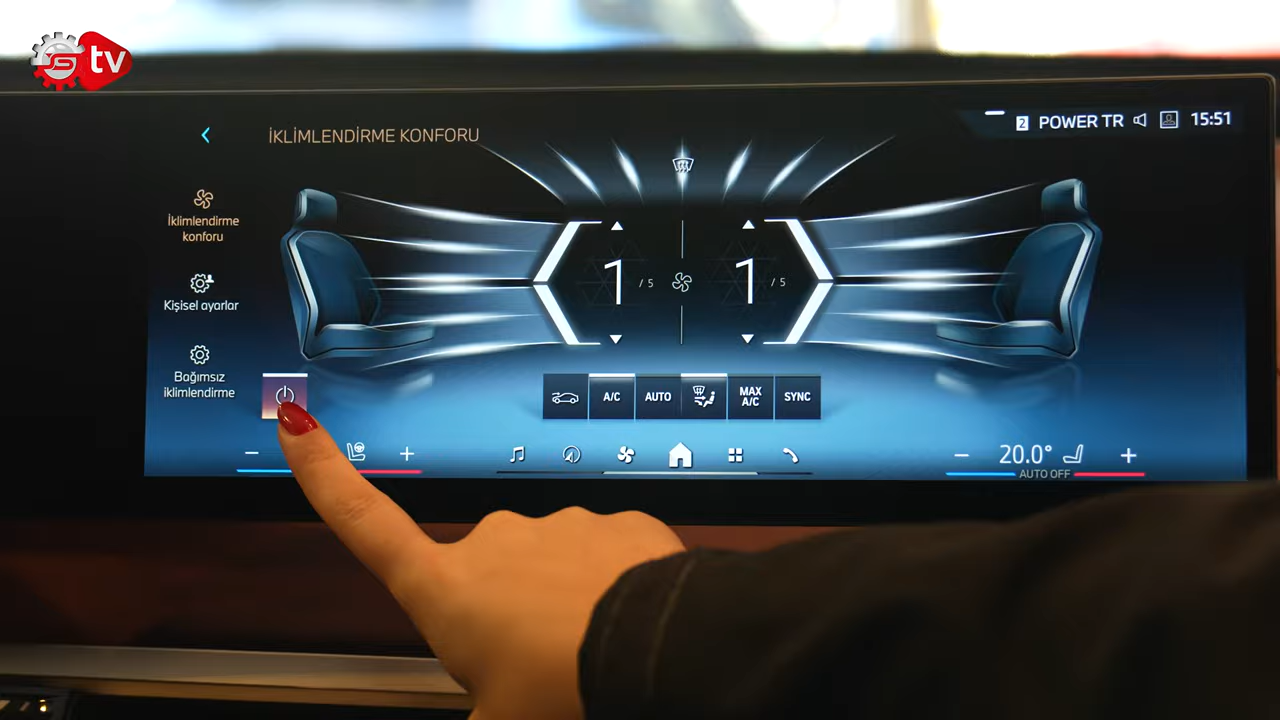 tv
2 POWER TR 15:51
İKLİMLENDİRME KONFORU
İklimlendirme
konforu
1 / 5
1 / 5
Kişisel ayarlar
Bağımsız
iklimlendirme
A/C
AUTO
MAX
A/C
SYNC
− +
− 20.0° +
AUTO OFF